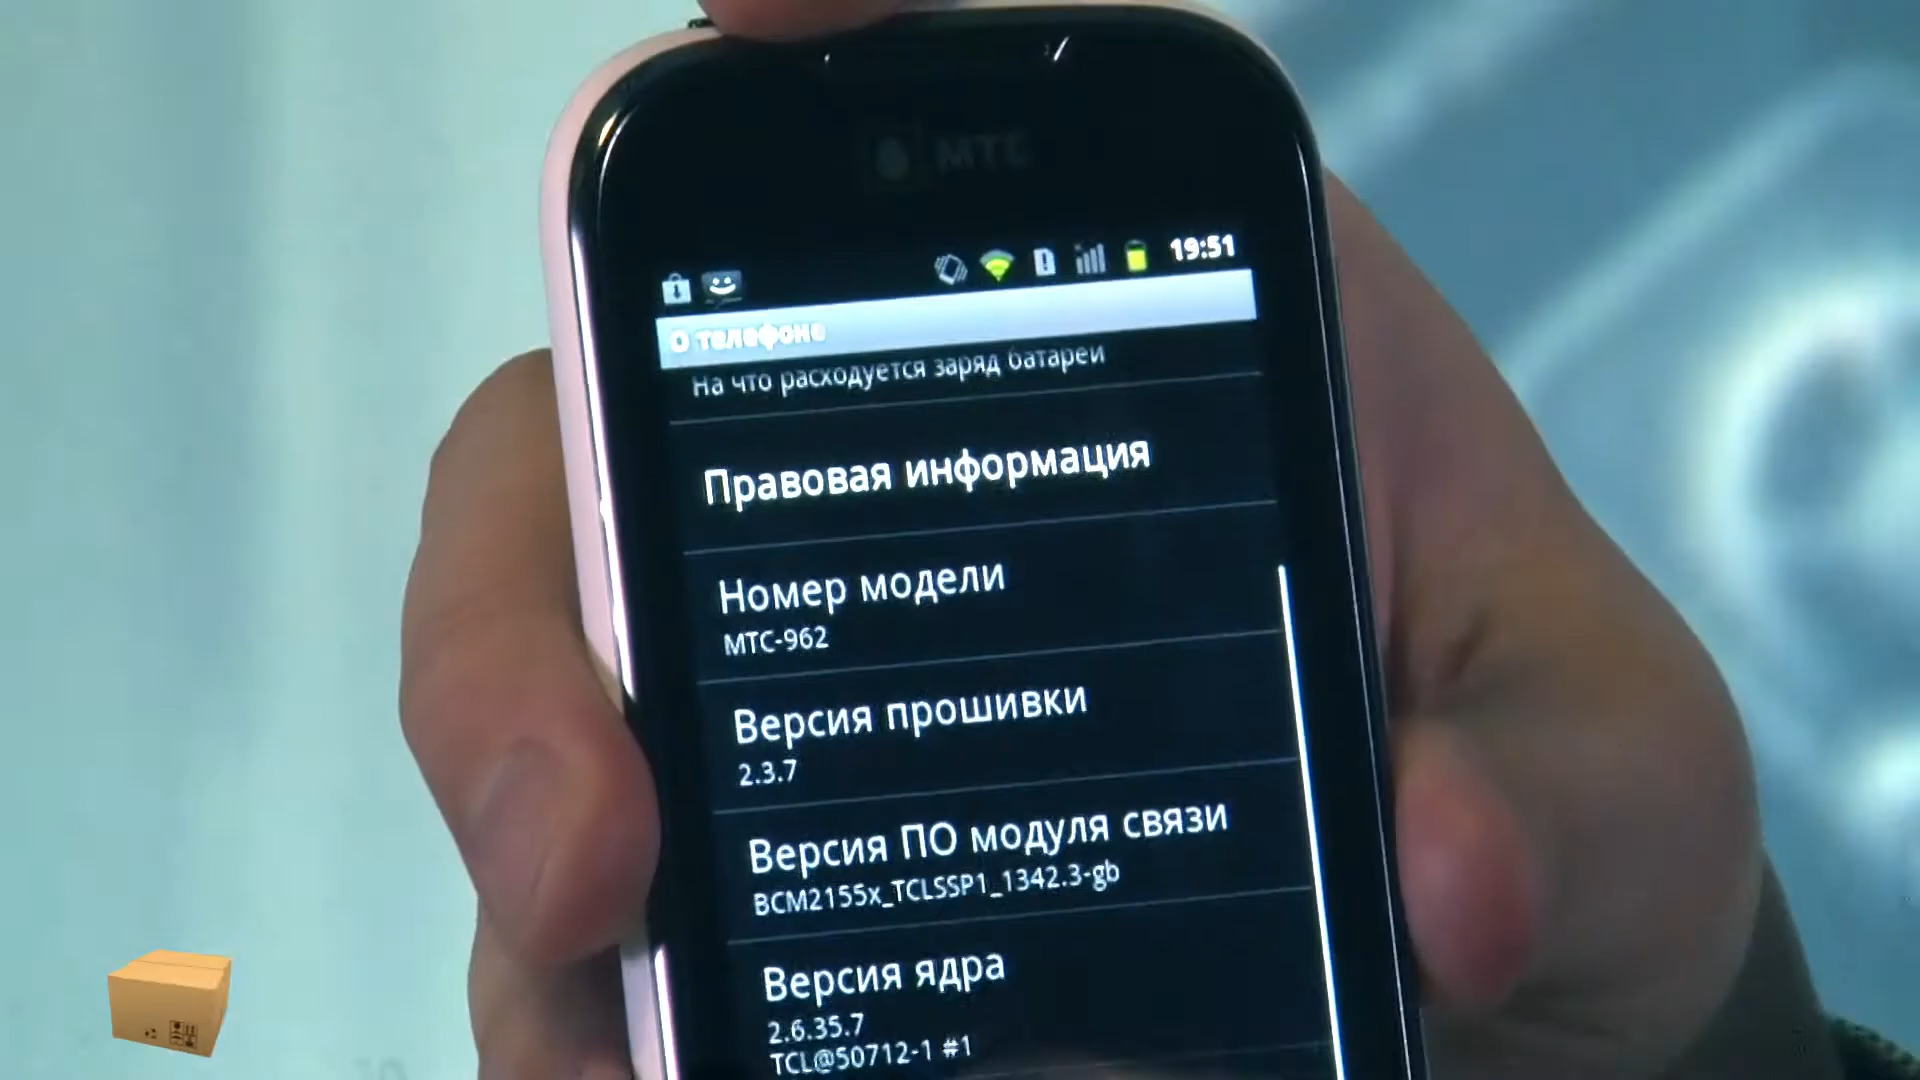 МТС
19:51
О телефоне
На что расходуется заряд батареи
Правовая информация
Номер модели
МТС-962
Версия прошивки
2.3.7
Версия ПО модуля связи
BCM2155x_TCLSSP1_1342.3-gb
Версия ядра
2.6.35.7
TCL@50712-1 #1